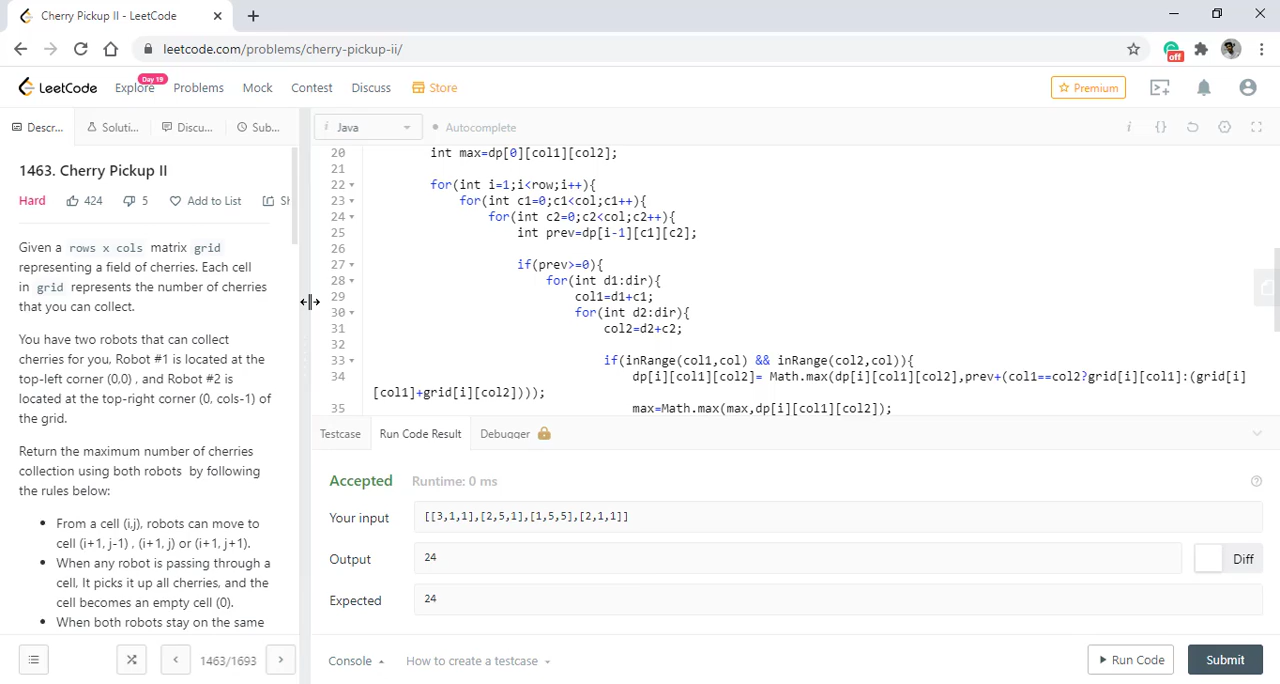 Cherry Pickup II - LeetCode
leetcode.com/problems/cherry-pickup-ii/
off
LeetCode Explore Day 19 Problems Mock Contest Discuss Store Premium
Descr... Soluti... Discu... Sub... Java Autocomplete
1463. Cherry Pickup II
Hard 424 5 Add to List Sh
Given a rows x cols matrix grid
representing a field of cherries. Each cell
in grid represents the number of cherries
that you can collect.
You have two robots that can collect
cherries for you, Robot #1 is located at the
top-left corner (0,0) , and Robot #2 is
located at the top-right corner (0, cols-1) of
the grid.
Return the maximum number of cherries
collection using both robots by following
the rules below:
• From a cell (i,j), robots can move to
cell (i+1, j-1) , (i+1, j) or (i+1, j+1).
• When any robot is passing through a
cell, It picks it up all cherries, and the
cell becomes an empty cell (0).
• When both robots stay on the same
1463/1693
20 int max=dp[0][col1][col2];
21
22 for(int i=1;i<row;i++){
23 for(int c1=0;c1<col;c1++){
24 for(int c2=0;c2<col;c2++){
25 int prev=dp[i-1][c1][c2];
26
27 if(prev>=0){
28 for(int d1:dir){
29 col1=d1+c1;
30 for(int d2:dir){
31 col2=d2+c2;
32
33 if(inRange(col1,col) && inRange(col2,col)){
34 dp[i][col1][col2]= Math.max(dp[i][col1][col2],prev+(col1==col2?grid[i][col1]:(grid[i]
[col1]+grid[i][col2])));
35 max=Math.max(max,dp[i][col1][col2]);
Testcase Run Code Result Debugger
Accepted Runtime: 0 ms
Your input [[3,1,1],[2,5,1],[1,5,5],[2,1,1]]
Output 24 Diff
Expected 24
Console How to create a testcase Run Code Submit